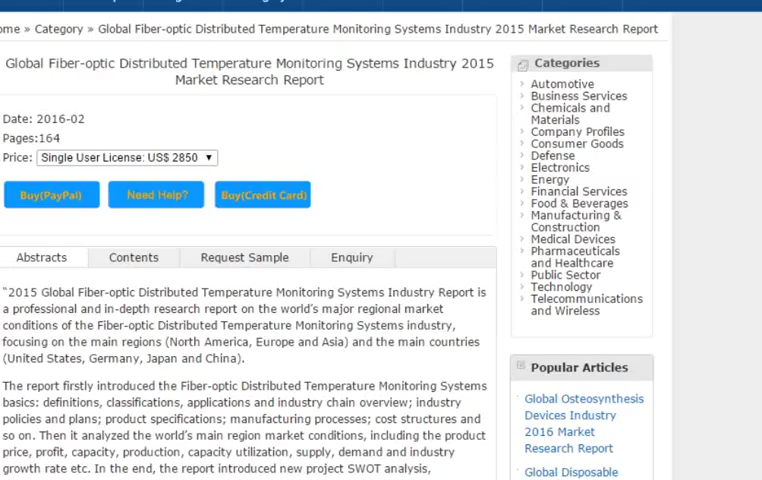 ome » Category » Global Fiber-optic Distributed Temperature Monitoring Systems Industry 2015 Market Research Report
Global Fiber-optic Distributed Temperature Monitoring Systems Industry 2015
Market Research Report
Date: 2016-02
Pages:164
Price: Single User License: US$ 2850
Buy(PayPal) Need Help? Buy(Credit Card)
Abstracts Contents Request Sample Enquiry
"2015 Global Fiber-optic Distributed Temperature Monitoring Systems Industry Report is
a professional and in-depth research report on the world's major regional market
conditions of the Fiber-optic Distributed Temperature Monitoring Systems industry,
focusing on the main regions (North America, Europe and Asia) and the main countries
(United States, Germany, Japan and China).
The report firstly introduced the Fiber-optic Distributed Temperature Monitoring Systems
basics: definitions, classifications, applications and industry chain overview; industry
policies and plans; product specifications; manufacturing processes; cost structures and
so on. Then it analyzed the world's main region market conditions, including the product
price, profit, capacity, production, capacity utilization, supply, demand and industry
growth rate etc. In the end, the report introduced new project SWOT analysis,
Categories
Automotive
Business Services
Chemicals and
Materials
Company Profiles
Consumer Goods
Defense
Electronics
Energy
Financial Services
Food & Beverages
Manufacturing &
Construction
Medical Devices
Pharmaceuticals
and Healthcare
Public Sector
Technology
Telecommunications
and Wireless
Popular Articles
Global Osteosynthesis
Devices Industry
2016 Market
Research Report
Global Disposable